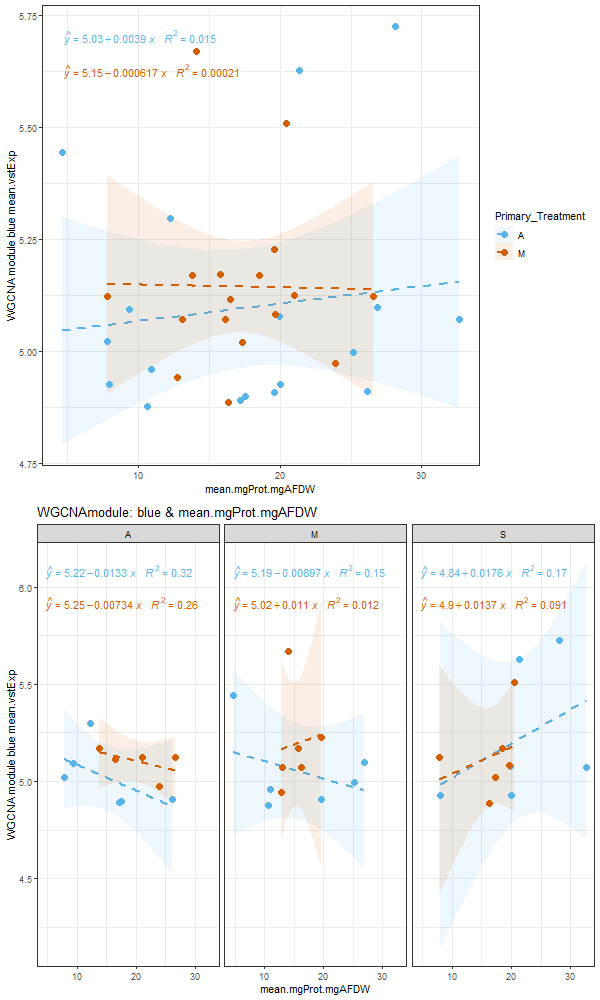 5.75
ŷ = 5.03 + 0.0039 x R² = 0.015
ŷ = 5.15 − 0.000617 x R² = 0.00021
5.50
5.25
5.00
4.75
WGCNA module blue mean.vstExp
10 20 30
mean.mgProt.mgAFDW
Primary_Treatment
A
M
WGCNAmodule: blue & mean.mgProt.mgAFDW
A M S
ŷ = 5.22 − 0.0133 x R² = 0.32
ŷ = 5.25 − 0.00734 x R² = 0.26
ŷ = 5.19 − 0.00897 x R² = 0.15
ŷ = 5.02 + 0.011 x R² = 0.012
ŷ = 4.84 + 0.0176 x R² = 0.17
ŷ = 4.9 + 0.0137 x R² = 0.091
6.0
5.5
5.0
4.5
WGCNA module blue mean.vstExp
10 20 30 10 20 30 10 20 30
mean.mgProt.mgAFDW